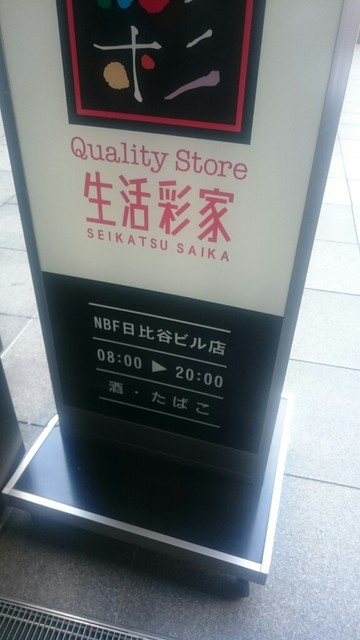 ポン
Quality Store
生活彩家
SEIKATSU SAIKA
NBF日比谷ビル店
08:00 ▶ 20:00
酒・たばこ